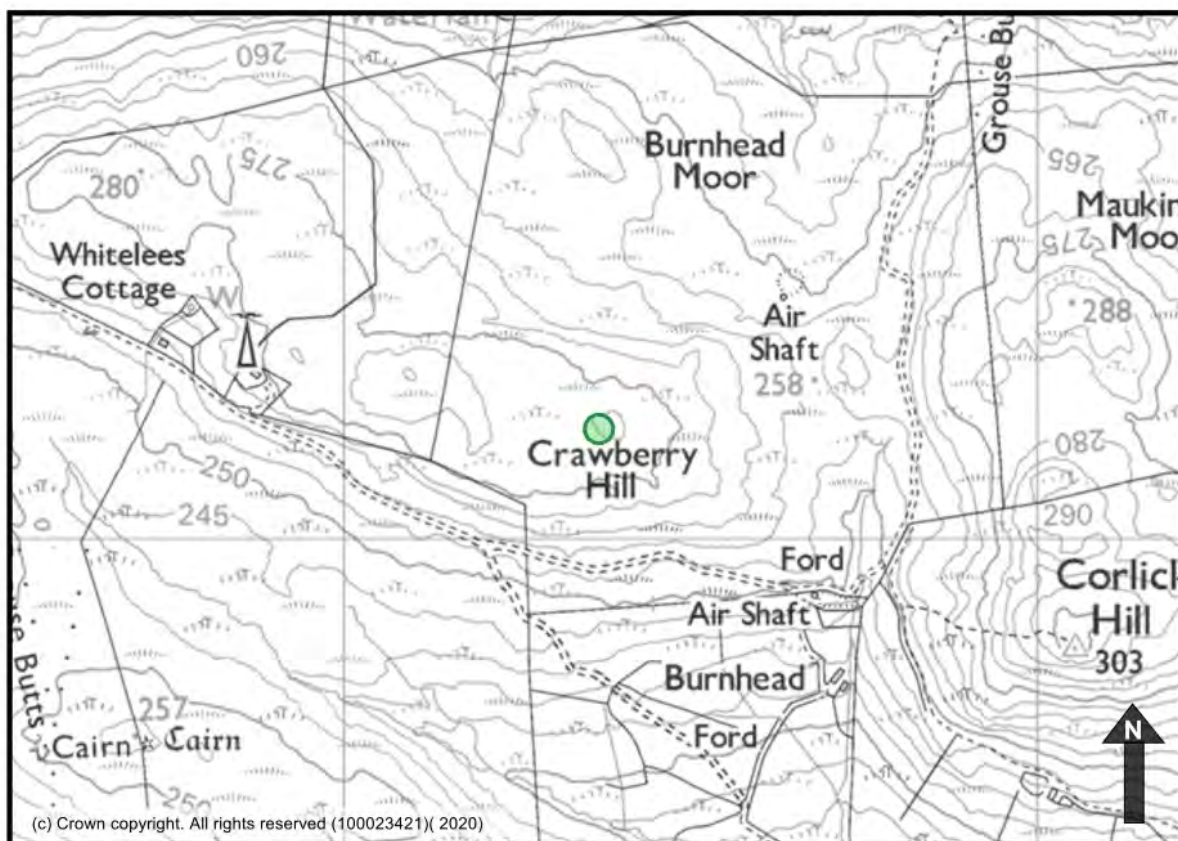 260
Grouse
Burnhead
Moor
265
275
280
Moo
275
Whitelees
Cottage
W
288
Air
Shaft
258
Crawberry
Hill
280
250
245
290
Ford
Corlick
Hill
Air Shaft
303
Burnhead
Butts
257
Ford
N
Cairn
Cairn
250
(c) Crown copyright. All rights reserved (100023421)( 2020)